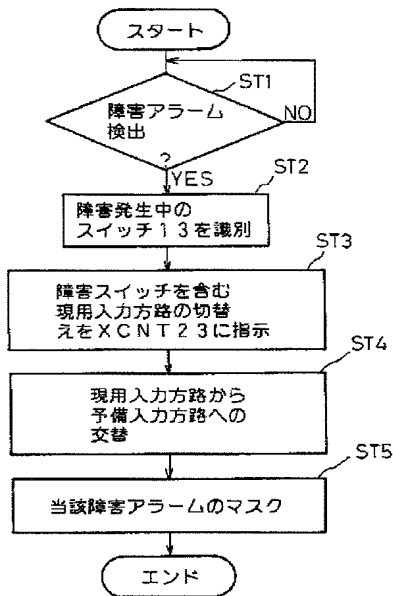 スタート
ST1
障害アラーム
検出
?
NO
YES
ST2
障害発生中の
スイッチ13を識別
ST3
障害スイッチを含む
現用入力方路の切替
えをXCNT23に指示
ST4
現用入力方路から
予備入力方路への
交替
ST5
当該障害アラームのマスク
エンド